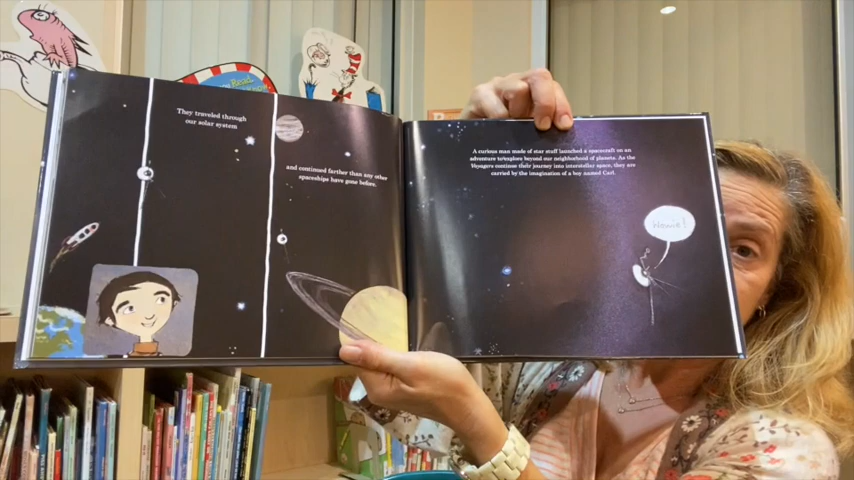 They traveled through
our solar system
and continued farther than any other
spaceships have gone before.
A curious man made of star stuff launched a spacecraft on an
adventure to explore beyond our neighborhood of planets. As the
Voyagers continue their journey into interstellar space, they are
carried by the imagination of a boy named Carl.
Wowie!
Read